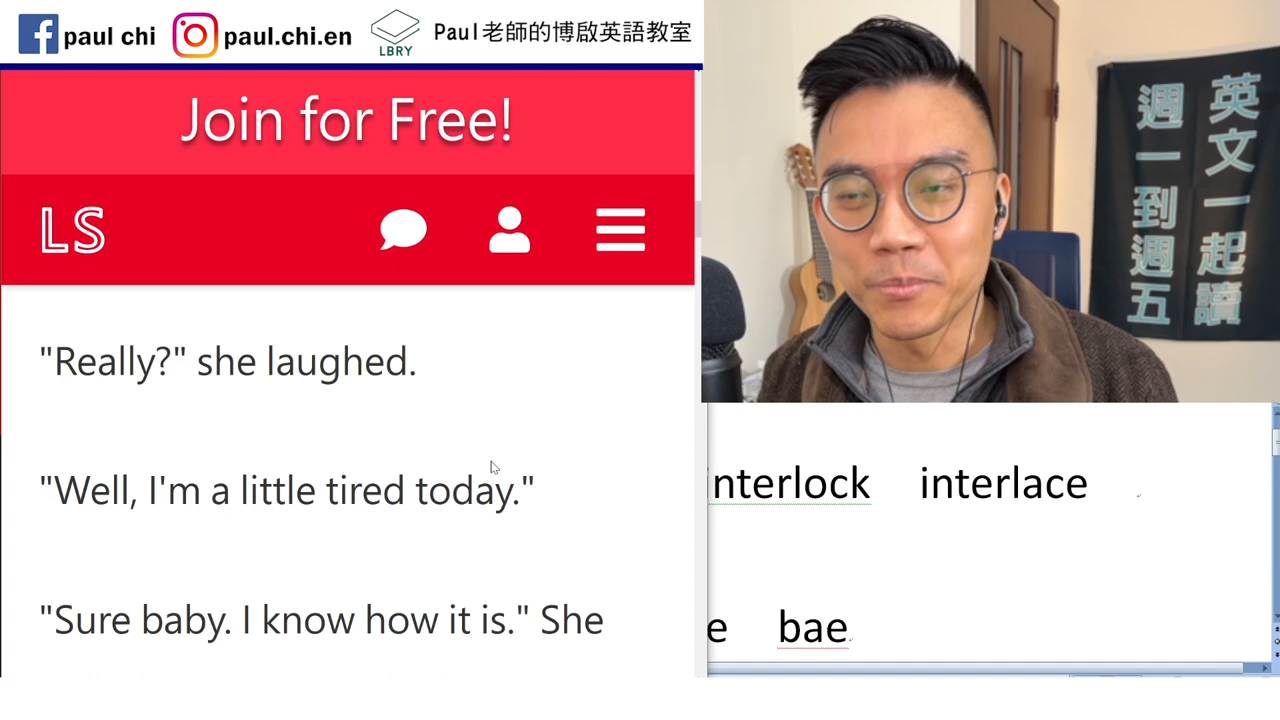 paul chi
paul.chi.en
LBRY
Paul老師的博啟英語教室
Join for Free!
LS
"Really?" she laughed.
"Well, I'm a little tired today."
"Sure baby. I know how it is." She
英文一起讀
週一到週五
interlock interlace
e bae